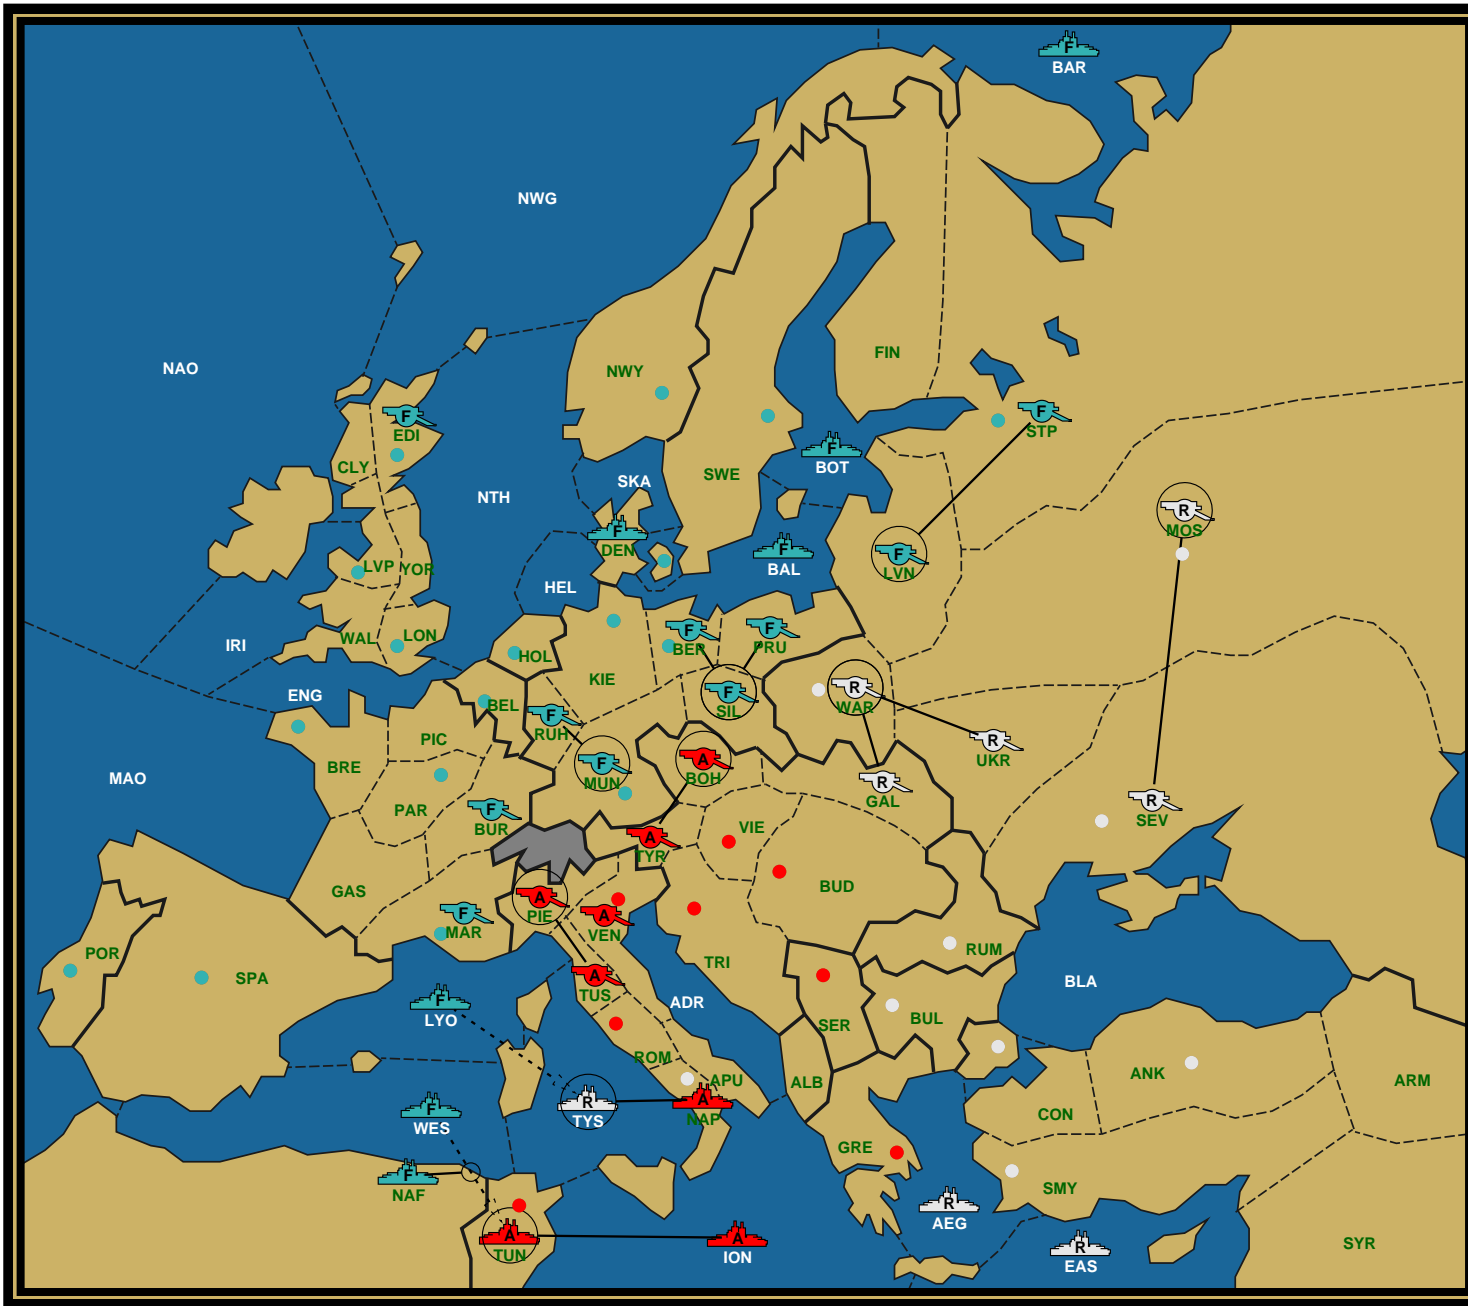 F
BAR
NWG
NAO
FIN
NWY
F
EDI
F
STP
CLY
SWE
F
BOT
SKA
NTH
R
MOS
F
DEN
F
BAL
F
LVN
LVP
YOR
HEL
IRI
WAL
LON
HOL
F
BER
F
PRU
KIE
ENG
BEL
F
SIL
R
WAR
F
RUH
PIC
R
UKR
BRE
F
MUN
A
BOH
MAO
R
GAL
R
SEV
PAR
F
BUR
VIE
A
TYR
BUD
GAS
A
PIE
F
MAR
A
VEN
POR
SPA
TRI
RUM
BLA
A
TUS
ADR
F
LYO
SER
BUL
ROM
APU
ALB
ANK
ARM
R
TYS
A
NAP
CON
F
WES
GRE
F
NAF
SMY
R
AEG
A
TUN
A
ION
R
EAS
SYR